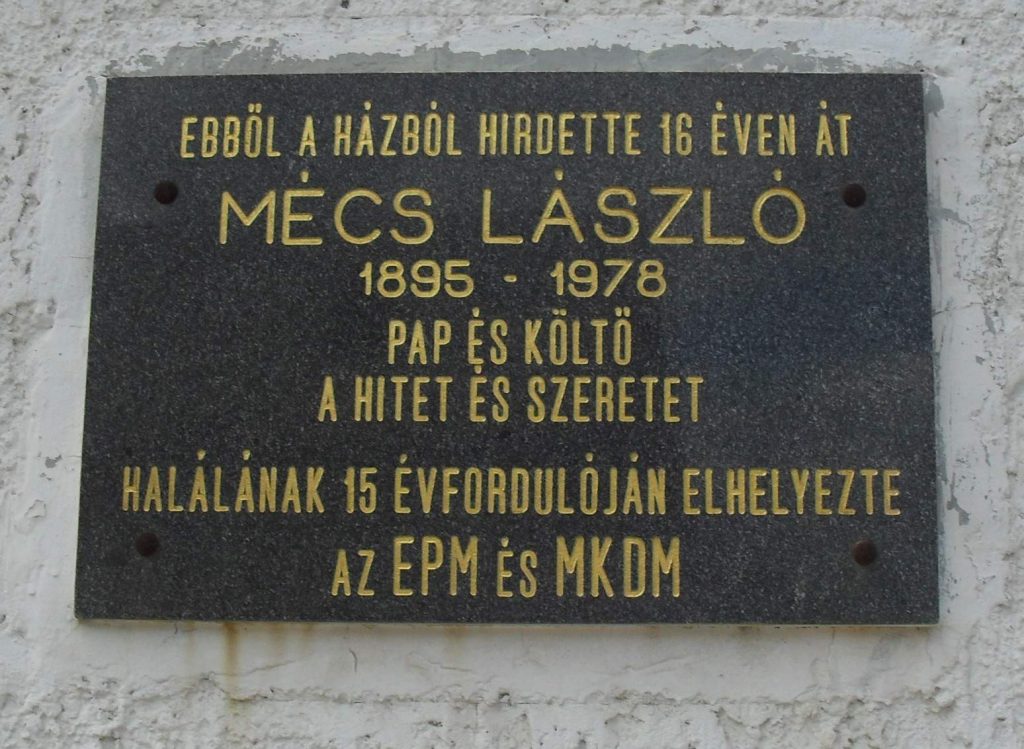 EBBŐL A HÁZBÓL HIRDETTE 16 ÉVEN ÁT
MÉCS LÁSZLÓ
1895 - 1978
PAP ÉS KÖLTŐ
A HITET ÉS SZERETET
HALÁLÁNAK 15 ÉVFORDULÓJÁN ELHELYEZTE
AZ EPM ÉS MKDM